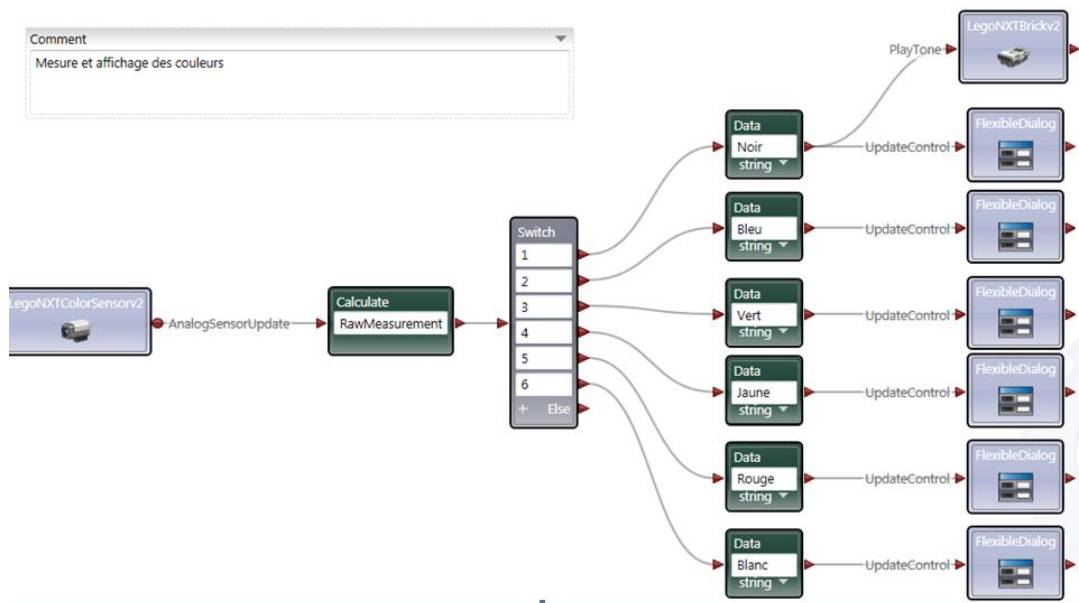 Comment
Mesure et affichage des couleurs
LegoNXTBrickv2
PlayTone
Data
Noir
string
UpdateControl
FlexibleDialog
Data
Bleu
string
UpdateControl
FlexibleDialog
Switch
1
2
3
4
5
6
+ Else
LegoNXTColorSensorv2
AnalogSensorUpdate
Calculate
RawMeasurement
Data
Vert
string
UpdateControl
FlexibleDialog
Data
Jaune
string
UpdateControl
FlexibleDialog
Data
Rouge
string
UpdateControl
FlexibleDialog
Data
Blanc
string
UpdateControl
FlexibleDialog